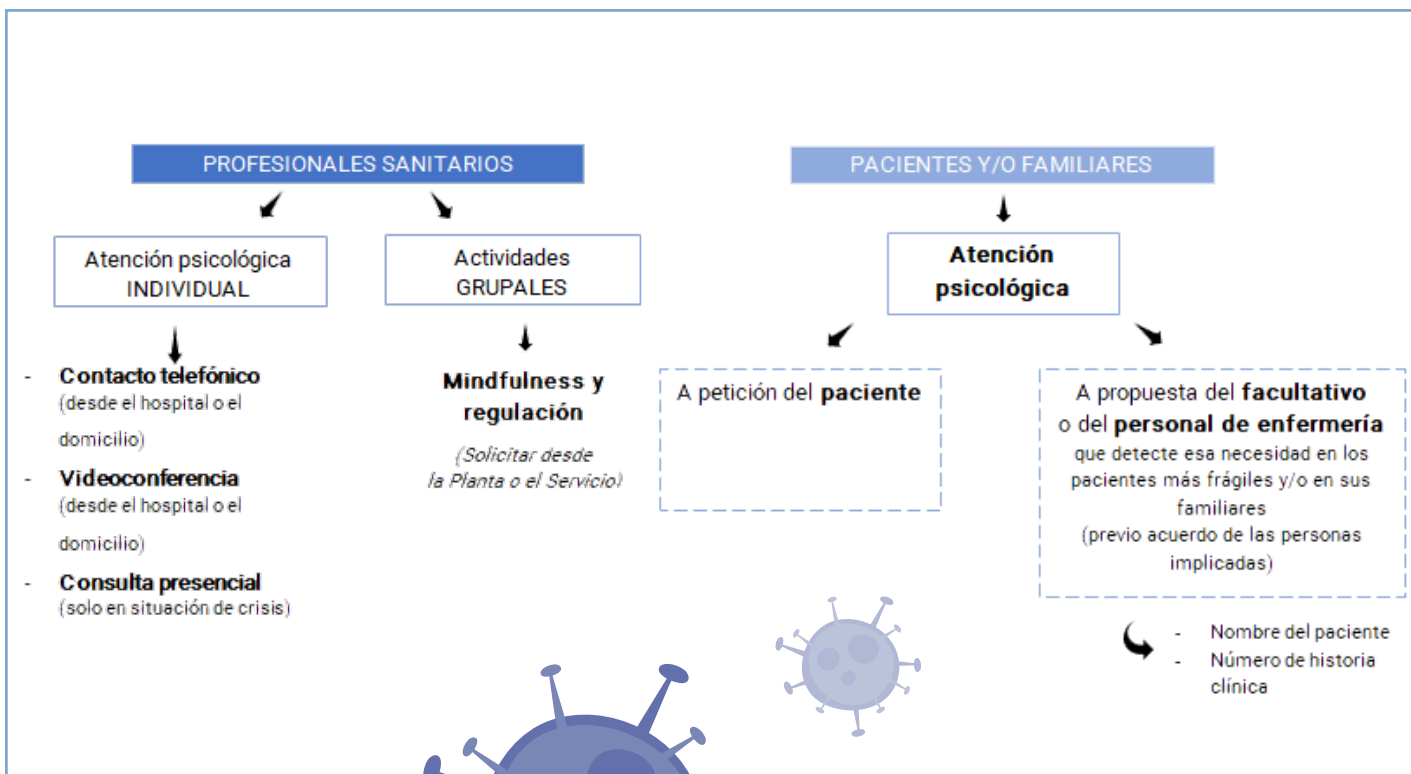 PROFESIONALES SANITARIOS
Atención psicológica
INDIVIDUAL
- Contacto telefónico
(desde el hospital o el
domicilio)
- Videoconferencia
(desde el hospital o el
domicilio)
- Consulta presencial
(solo en situación de crisis)
Actividades
GRUPALES
Mindfulness y
regulación
(Solicitar desde
la Planta o el Servicio)
PACIENTES Y/O FAMILIARES
Atención
psicológica
A petición del paciente
A propuesta del facultativo
o del personal de enfermería
que detecte esa necesidad en los
pacientes más frágiles y/o en sus
familiares
(previo acuerdo de las personas
implicadas)
- Nombre del paciente
- Número de historia
clínica